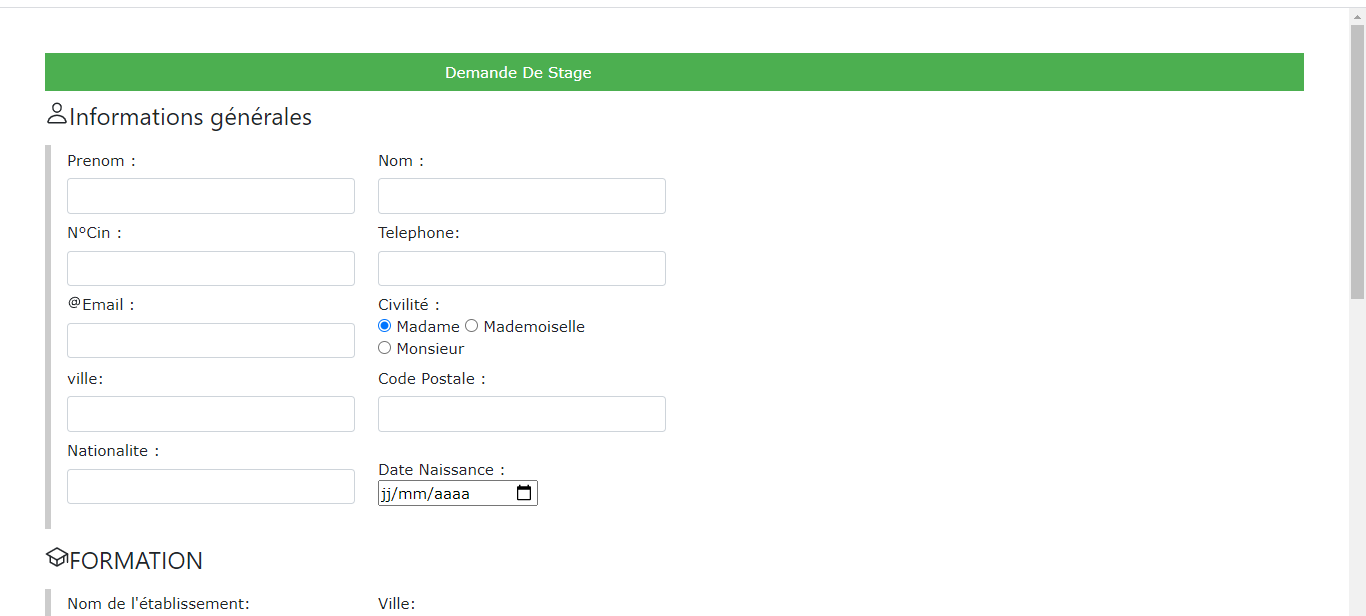 Demande De Stage
Informations générales
Prenom : Nom :
N°Cin : Telephone:
@Email : Civilité :
Madame Mademoiselle
Monsieur
ville: Code Postale :
Nationalite :
Date Naissance :
jj/mm/aaaa
FORMATION
Nom de l'établissement: Ville: